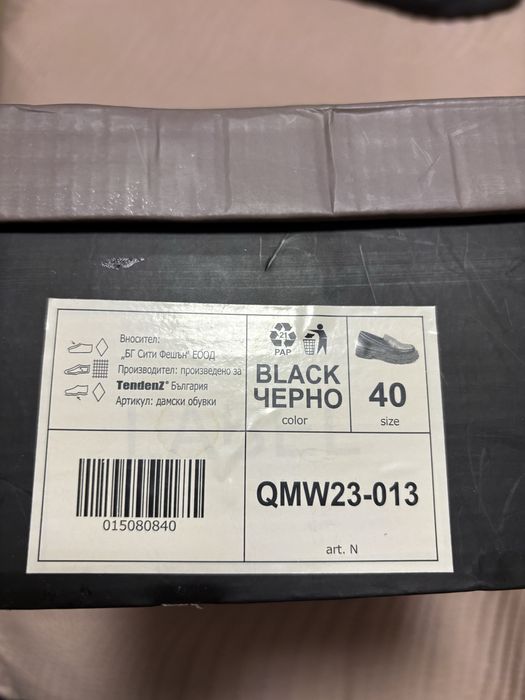 Вносител:
„БГ Сити Фешън" ЕООД
Производител: произведено за
TendenZ® България
Артикул: дамски обувки
21
PAP
BLACK
ЧЕРНО
color
40
size
015080840
QMW23-013
art. N